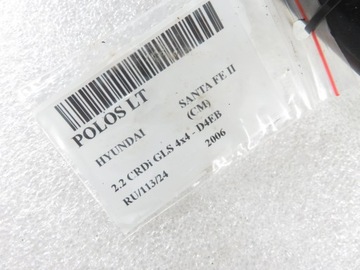 POLOS LT
HYUNDAI SANTA FE II
(CM)
2.2 CRDi GLS 4x4 - D4EB
RU/113/24 2006